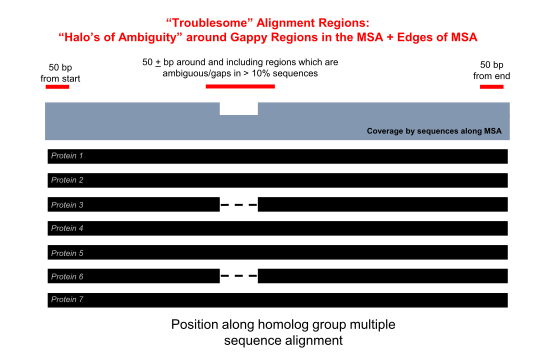 “Troublesome” Alignment Regions:
“Halo’s of Ambiguity” around Gappy Regions in the MSA + Edges of MSA
50 bp
from start
50 + bp around and including regions which are
ambiguous/gaps in > 10% sequences
50 bp
from end
Coverage by sequences along MSA
Protein 1
Protein 2
Protein 3
Protein 4
Protein 5
Protein 6
Protein 7
Position along homolog group multiple
sequence alignment